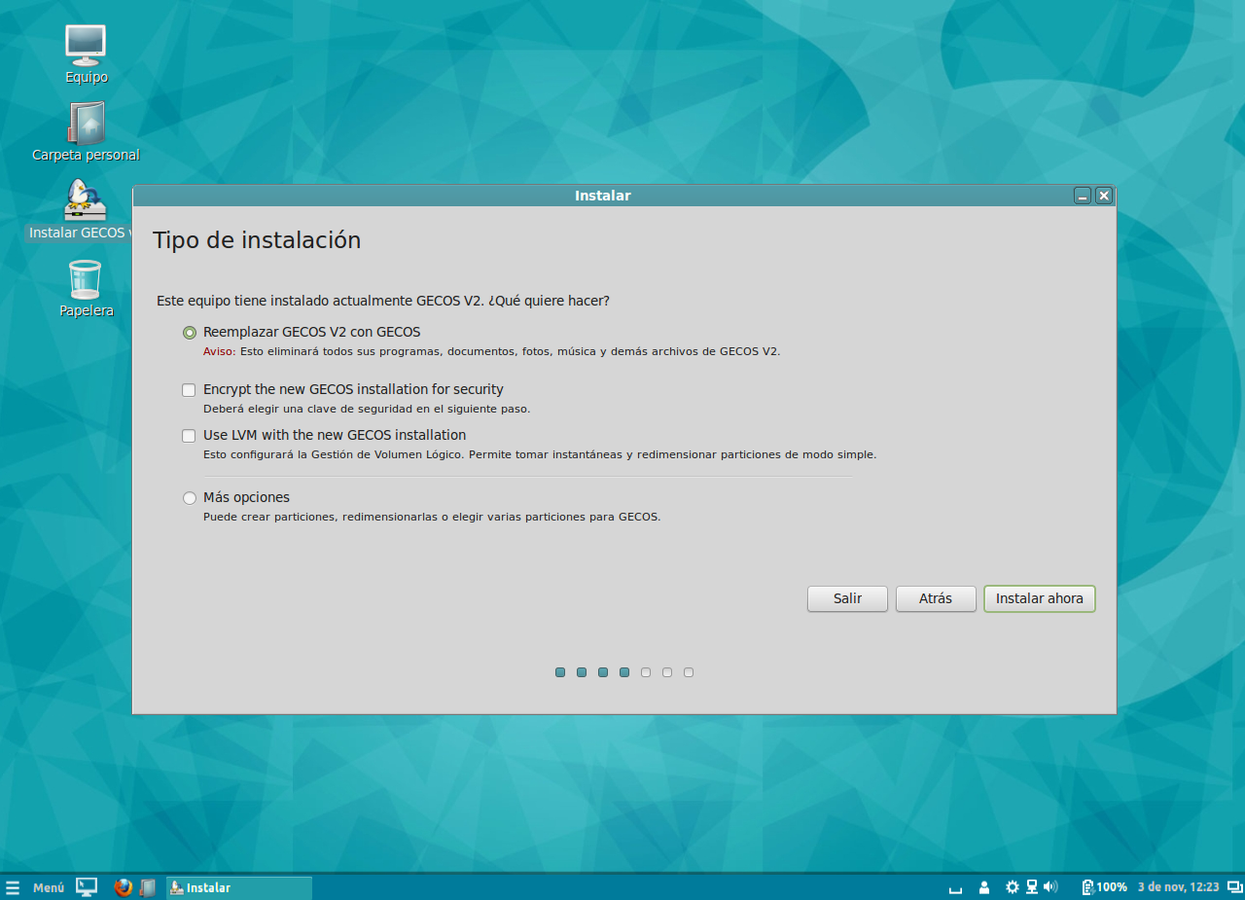 Equipo
Carpeta personal
Instalar GECOS
Papelera
Instalar
Tipo de instalación
Este equipo tiene instalado actualmente GECOS V2. ¿Qué quiere hacer?
Reemplazar GECOS V2 con GECOS
Aviso: Esto eliminará todos sus programas, documentos, fotos, música y demás archivos de GECOS V2.
Encrypt the new GECOS installation for security
Deberá elegir una clave de seguridad en el siguiente paso.
Use LVM with the new GECOS installation
Esto configurará la Gestión de Volumen Lógico. Permite tomar instantáneas y redimensionar particiones de modo simple.
Más opciones
Puede crear particiones, redimensionarlas o elegir varias particiones para GECOS.
Salir Atrás Instalar ahora
Menú Instalar 100% 3 de nov, 12:23